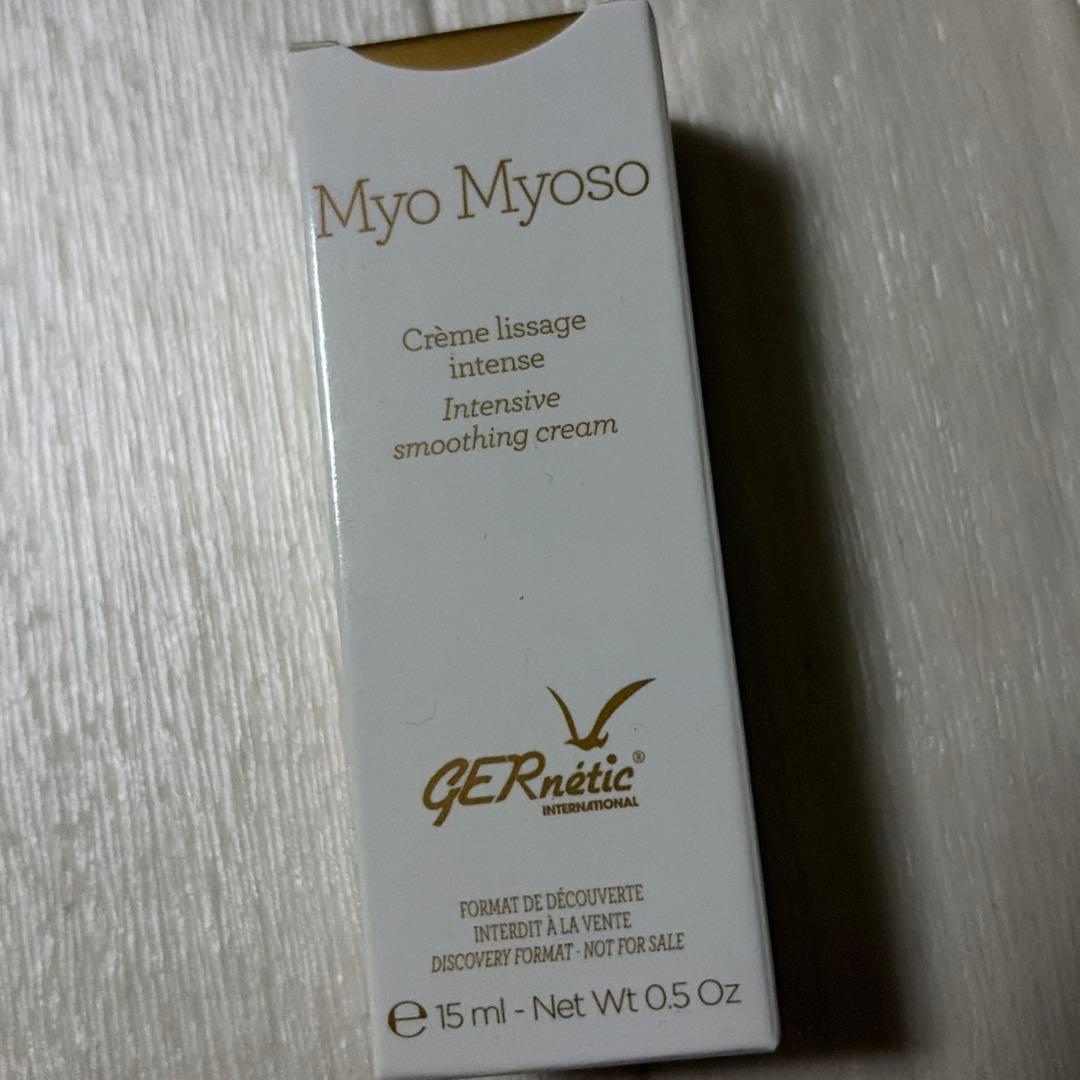 Myo Myoso
Crème lissage
intense
Intensive
smoothing cream
GERnétic®
INTERNATIONAL
FORMAT DE DÉCOUVERTE
INTERDIT À LA VENTE
DISCOVERY FORMAT · NOT FOR SALE
℮ 15 ml - Net Wt 0.5 Oz